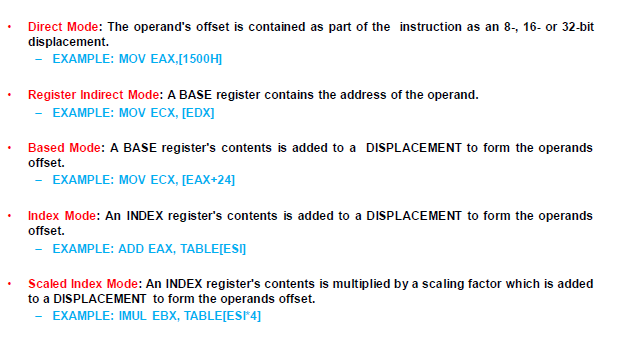 • Direct Mode: The operand's offset is contained as part of the instruction as an 8-, 16- or 32-bit
displacement.
– EXAMPLE: MOV EAX,[1500H]
• Register Indirect Mode: A BASE register contains the address of the operand.
– EXAMPLE: MOV ECX, [EDX]
• Based Mode: A BASE register's contents is added to a DISPLACEMENT to form the operands
offset.
– EXAMPLE: MOV ECX, [EAX+24]
• Index Mode: An INDEX register's contents is added to a DISPLACEMENT to form the operands
offset.
– EXAMPLE: ADD EAX, TABLE[ESI]
• Scaled Index Mode: An INDEX register's contents is multiplied by a scaling factor which is added
to a DISPLACEMENT to form the operands offset.
– EXAMPLE: IMUL EBX, TABLE[ESI*4]